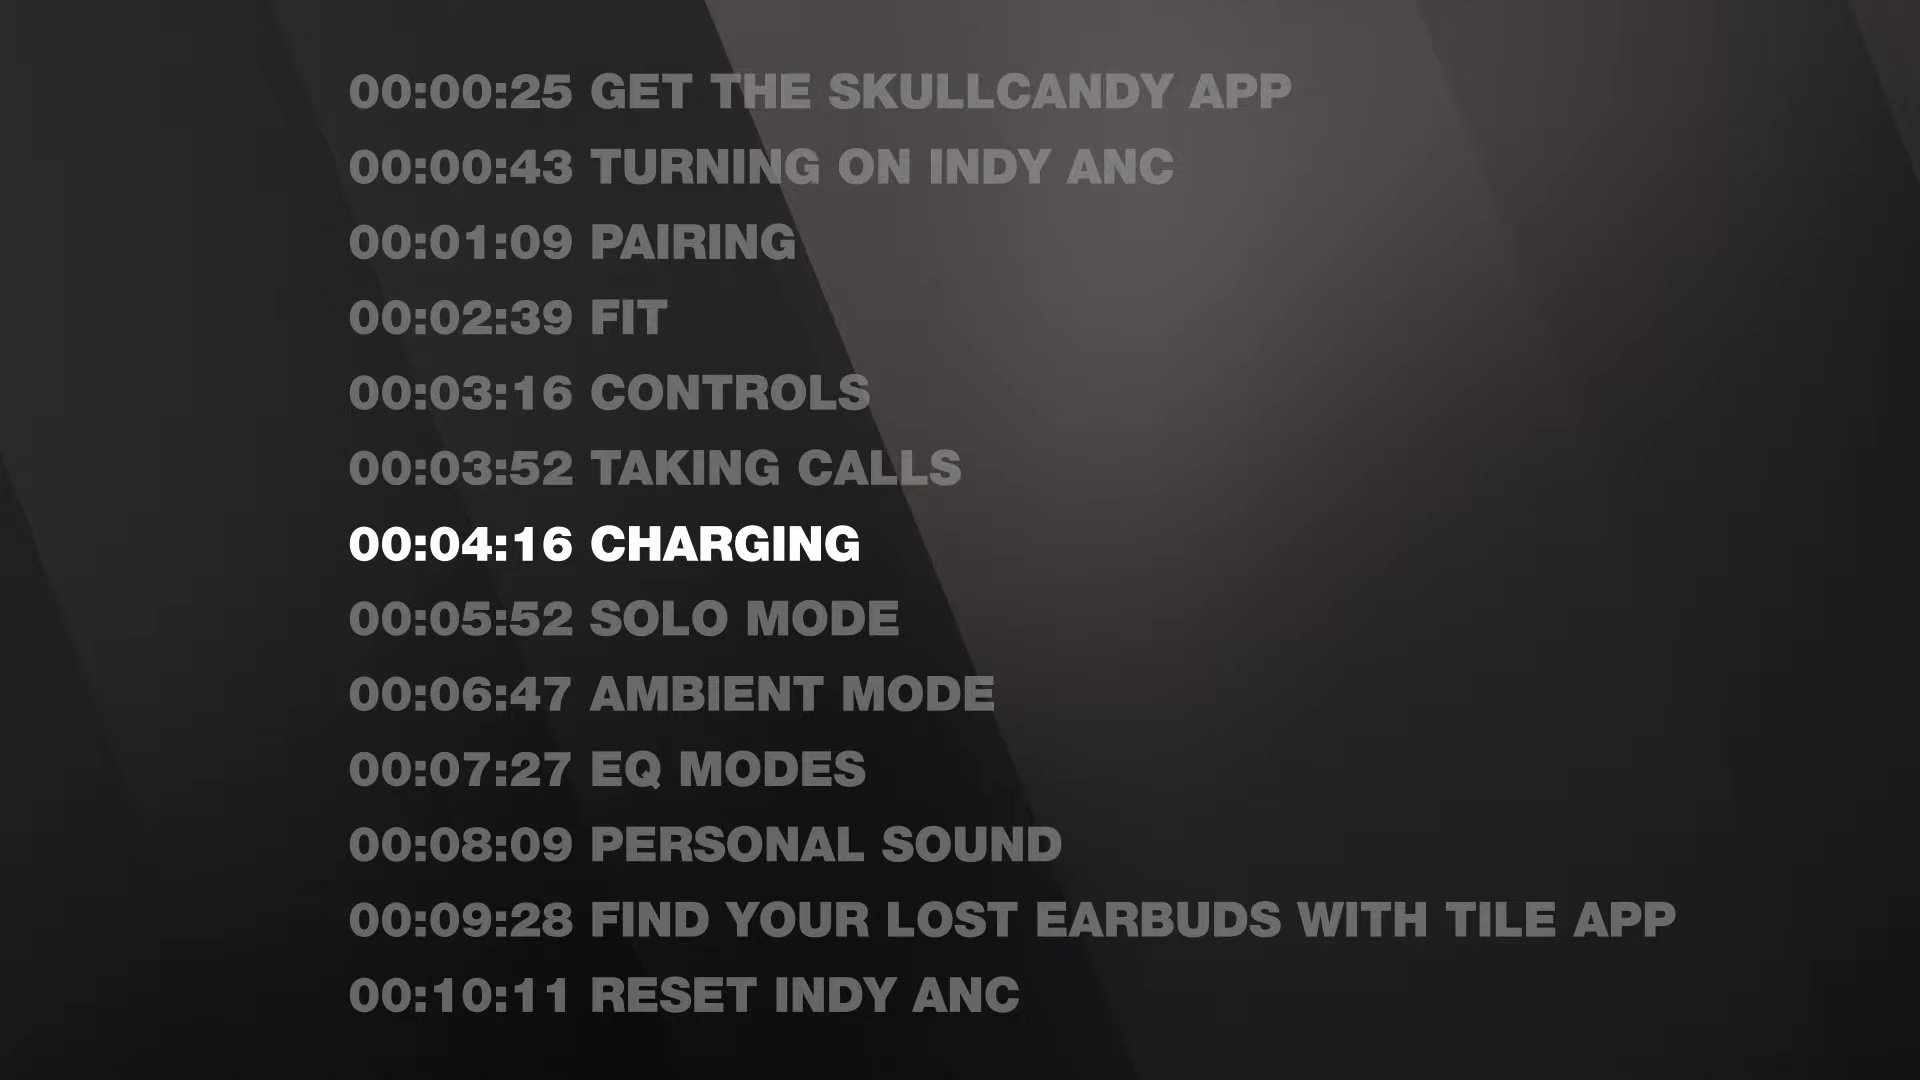 00:00:25 GET THE SKULLCANDY APP
00:00:43 TURNING ON INDY ANC
00:01:09 PAIRING
00:02:39 FIT
00:03:16 CONTROLS
00:03:52 TAKING CALLS
00:04:16 CHARGING
00:05:52 SOLO MODE
00:06:47 AMBIENT MODE
00:07:27 EQ MODES
00:08:09 PERSONAL SOUND
00:09:28 FIND YOUR LOST EARBUDS WITH TILE APP
00:10:11 RESET INDY ANC